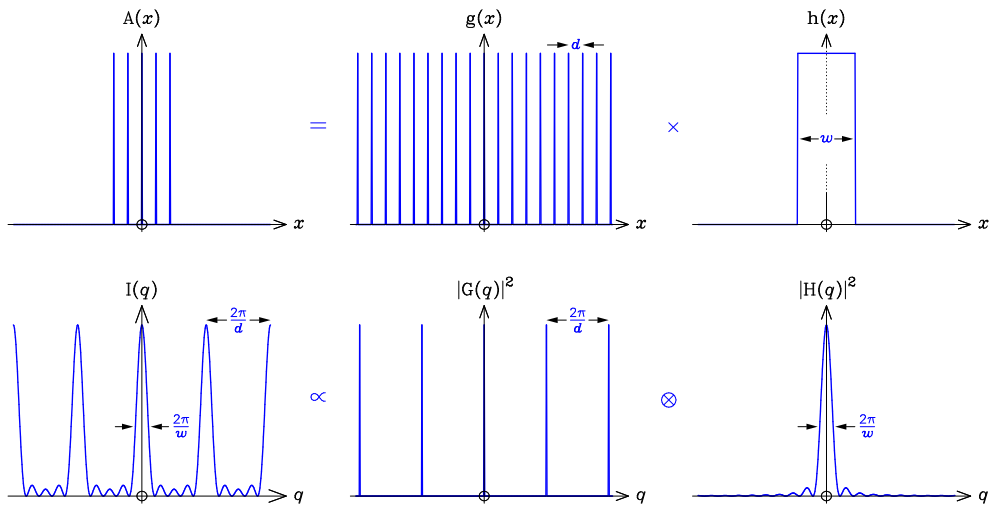 A(x) g(x) h(x)
d
= ×
w
x x x
I(q) |G(q)|² |H(q)|²
2π/d 2π/d
∝ ⊗
2π/w 2π/w
q q q